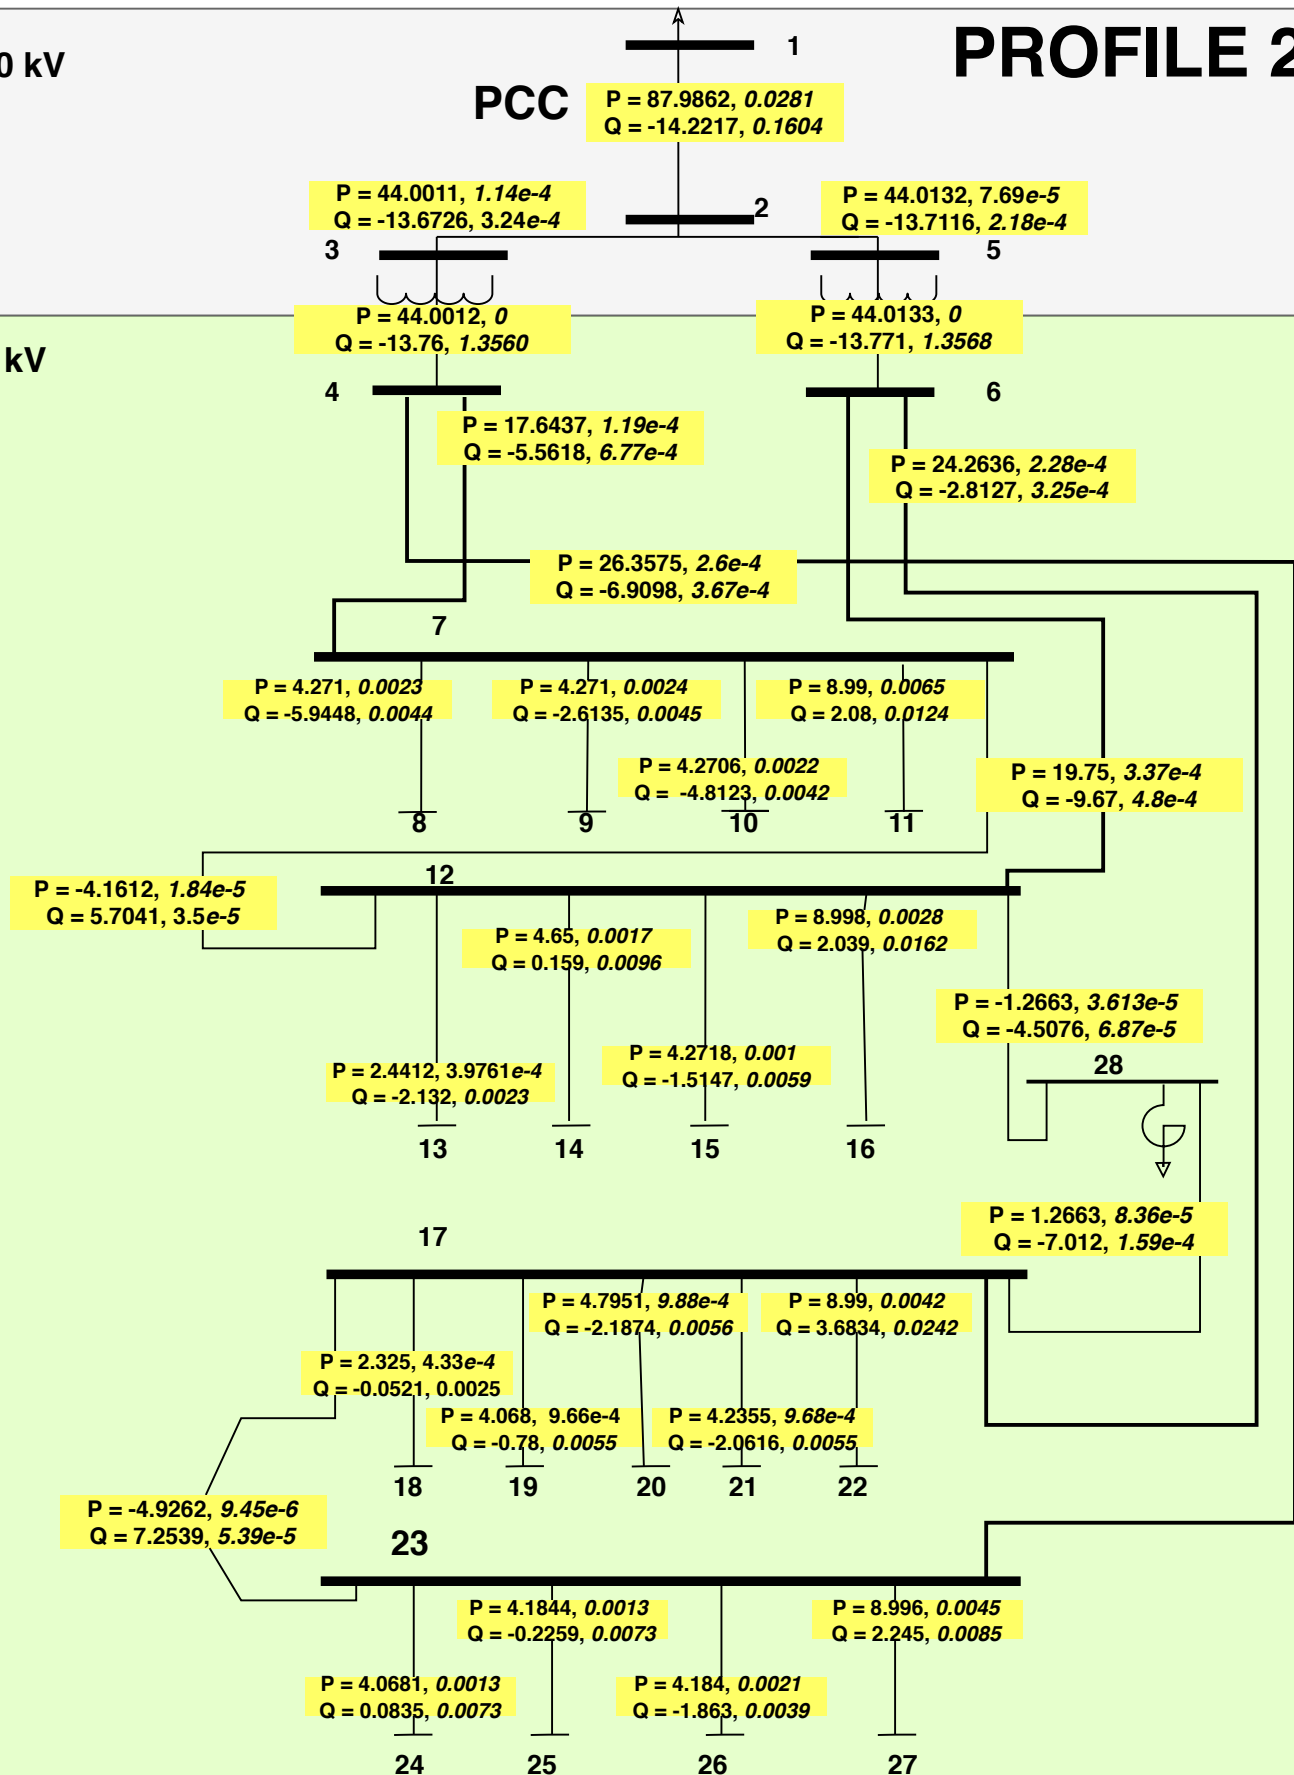 1
0 kV
PROFILE 2
PCC
P = 87.9862, 0.0281
Q = -14.2217, 0.1604
P = 44.0011, 1.14e-4
Q = -13.6726, 3.24e-4
2
P = 44.0132, 7.69e-5
Q = -13.7116, 2.18e-4
3
5
P = 44.0012, 0
Q = -13.76, 1.3560
P = 44.0133, 0
Q = -13.771, 1.3568
kV
4
6
P = 17.6437, 1.19e-4
Q = -5.5618, 6.77e-4
P = 24.2636, 2.28e-4
Q = -2.8127, 3.25e-4
P = 26.3575, 2.6e-4
Q = -6.9098, 3.67e-4
7
P = 4.271, 0.0023
Q = -5.9448, 0.0044
P = 4.271, 0.0024
Q = -2.6135, 0.0045
P = 8.99, 0.0065
Q = 2.08, 0.0124
P = 4.2706, 0.0022
Q = -4.8123, 0.0042
P = 19.75, 3.37e-4
Q = -9.67, 4.8e-4
8
9
10
11
12
P = -4.1612, 1.84e-5
Q = 5.7041, 3.5e-5
P = 4.65, 0.0017
Q = 0.159, 0.0096
P = 8.998, 0.0028
Q = 2.039, 0.0162
P = -1.2663, 3.613e-5
Q = -4.5076, 6.87e-5
P = 2.4412, 3.9761e-4
Q = -2.132, 0.0023
P = 4.2718, 0.001
Q = -1.5147, 0.0059
28
13
14
15
16
P = 1.2663, 8.36e-5
Q = -7.012, 1.59e-4
17
P = 4.7951, 9.88e-4
Q = -2.1874, 0.0056
P = 8.99, 0.0042
Q = 3.6834, 0.0242
P = 2.325, 4.33e-4
Q = -0.0521, 0.0025
P = 4.068, 9.66e-4
Q = -0.78, 0.0055
P = 4.2355, 9.68e-4
Q = -2.0616, 0.0055
18
19
20
21
22
P = -4.9262, 9.45e-6
Q = 7.2539, 5.39e-5
23
P = 4.1844, 0.0013
Q = -0.2259, 0.0073
P = 8.996, 0.0045
Q = 2.245, 0.0085
P = 4.0681, 0.0013
Q = 0.0835, 0.0073
P = 4.184, 0.0021
Q = -1.863, 0.0039
24
25
26
27